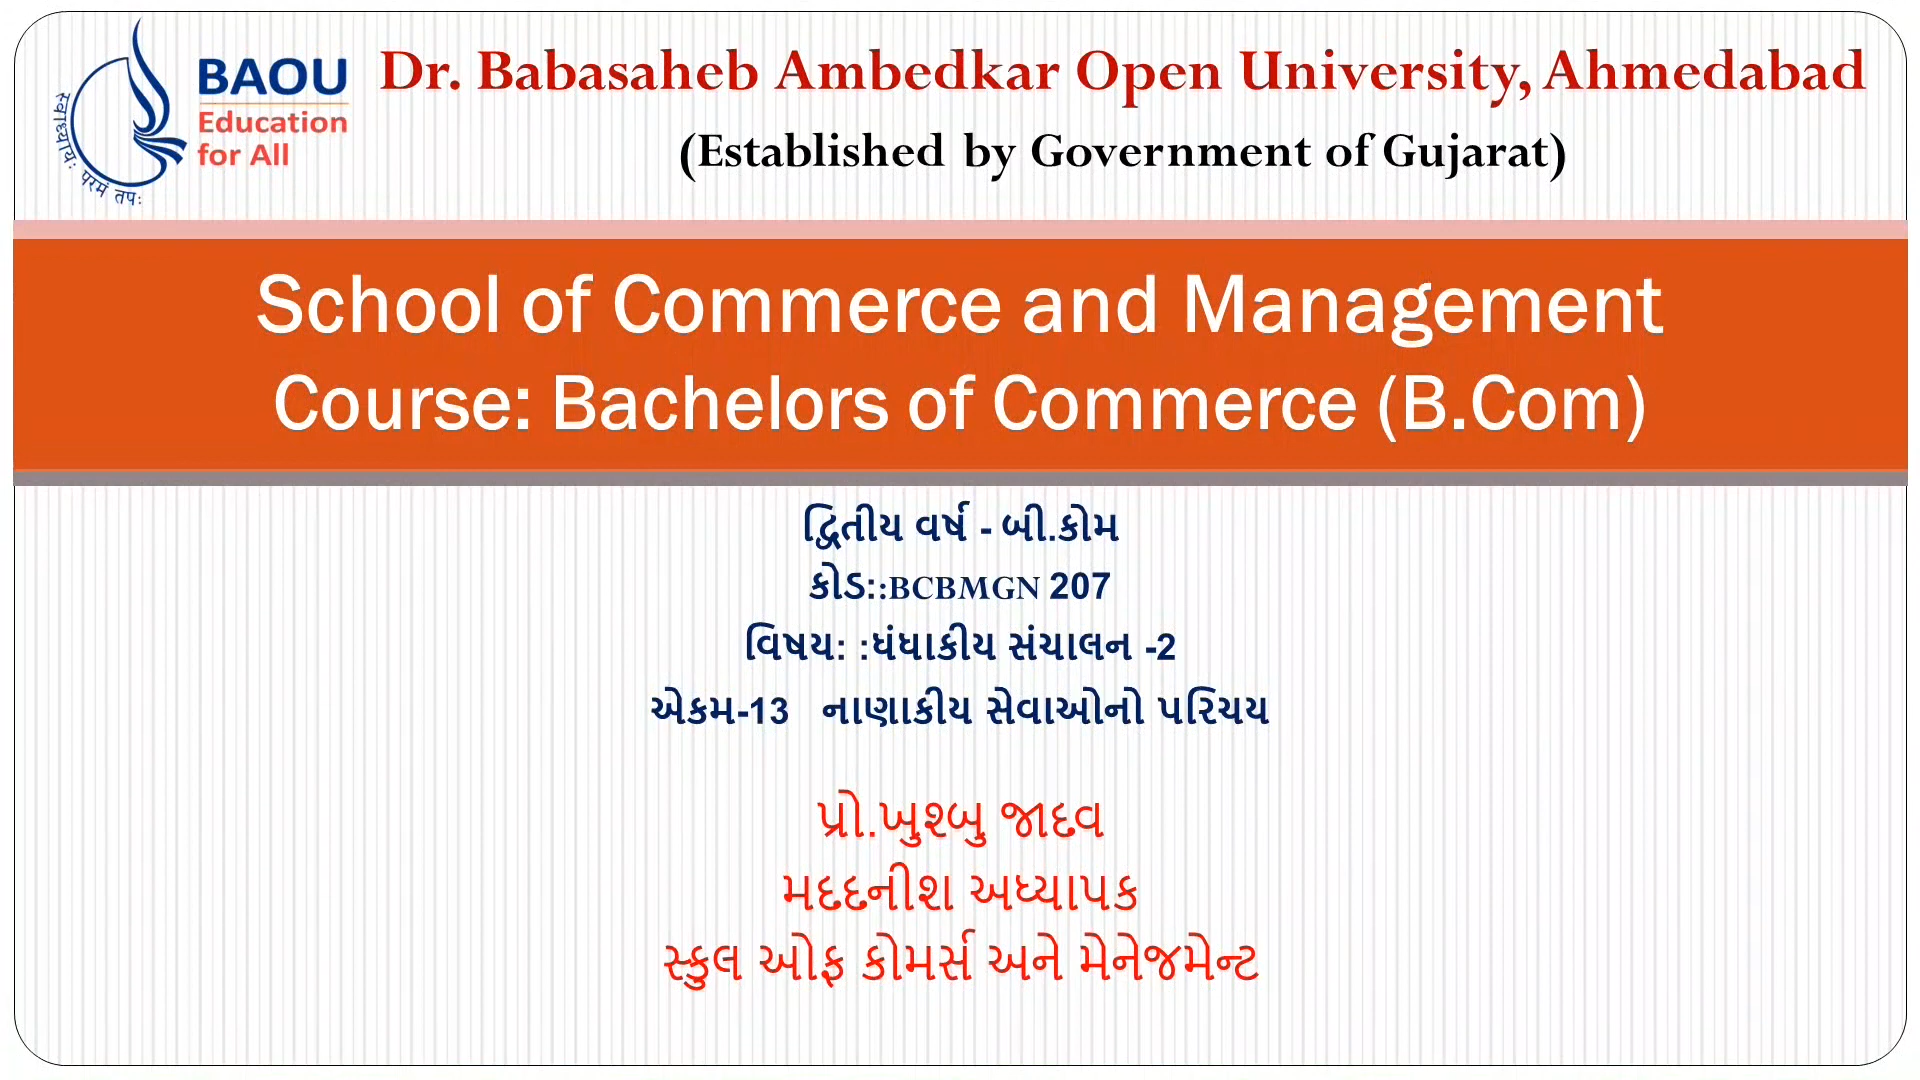 स्वाध्यायः परमं तपः
BAOU
Education
for All
Dr. Babasaheb Ambedkar Open University, Ahmedabad
(Established by Government of Gujarat)
School of Commerce and Management
Course: Bachelors of Commerce (B.Com)
દ્વિતીય વર્ષ - બી.કોમ
કોડ::BCBMGN 207
વિષય: :ધંધાકીય સંચાલન -2
એકમ-13 નાણાકીય સેવાઓનો પરિચય
પ્રો.ખુશ્બુ જાદવ
મદદનીશ અધ્યાપક
સ્કુલ ઓફ કોમર્સ અને મેનેજમેન્ટ